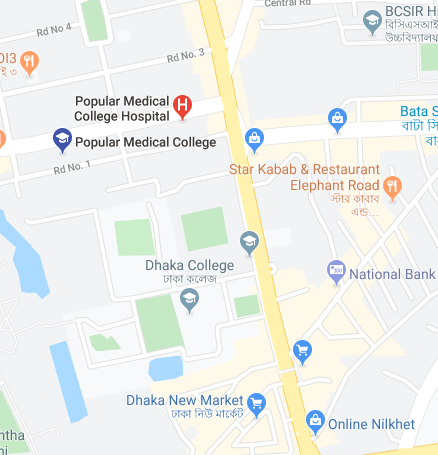 Central Rd
BCSIR H
বিসিএসআই
উচ্চবিদ্যালয়
Rd No 4
Rd No. 3
Popular Medical
College Hospital
Popular Medical College
Rd No. 1
Bata S
বাটা সি
Star Kabab & Restaurant
Elephant Road
স্টার কাবাব
এন্ড...
Dhaka College
ঢাকা কলেজ
National Bank
Dhaka New Market
ঢাকা নিউ মার্কেট
Online Nilkhet